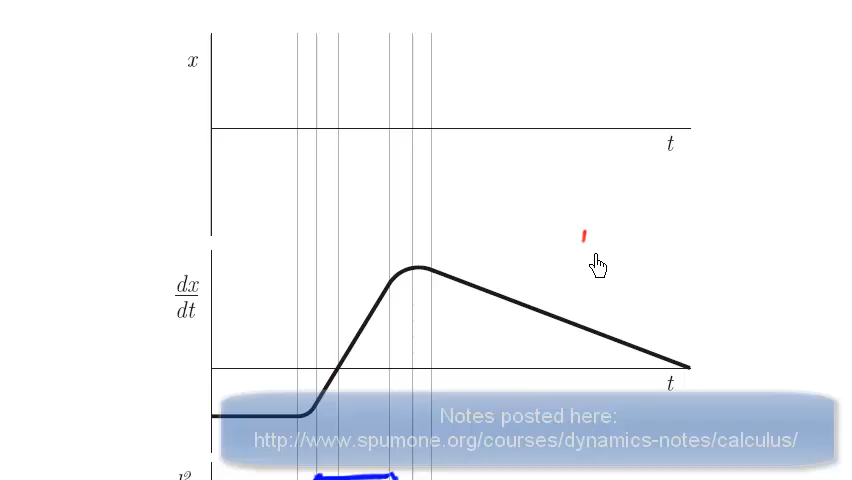 x
t
dx
dt
t
Notes posted here:
http://www.spumone.org/courses/dynamics-notes/calculus/